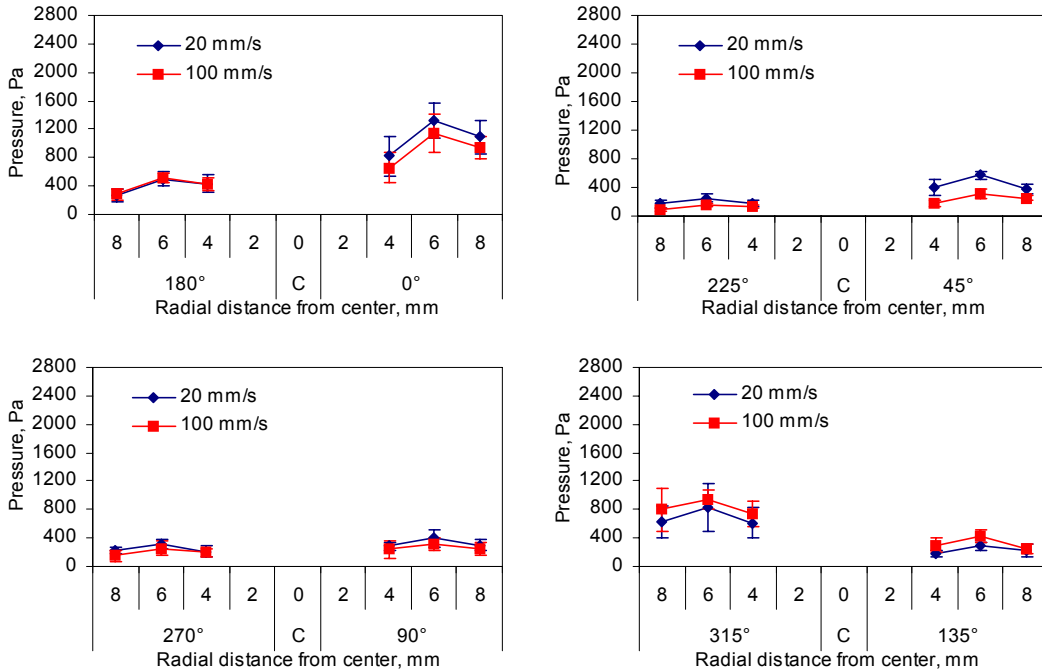 2800
2400
2000
1600
1200
800
400
0
Pressure, Pa
20 mm/s
100 mm/s
8 6 4 2 0 2 4 6 8
180° C 0°
Radial distance from center, mm
2800
2400
2000
1600
1200
800
400
0
Pressure, Pa
20 mm/s
100 mm/s
8 6 4 2 0 2 4 6 8
225° C 45°
Radial distance from center, mm
2800
2400
2000
1600
1200
800
400
0
Pressure, Pa
20 mm/s
100 mm/s
8 6 4 2 0 2 4 6 8
270° C 90°
Radial distance from center, mm
2800
2400
2000
1600
1200
800
400
0
Pressure, Pa
20 mm/s
100 mm/s
8 6 4 2 0 2 4 6 8
315° C 135°
Radial distance from center, mm